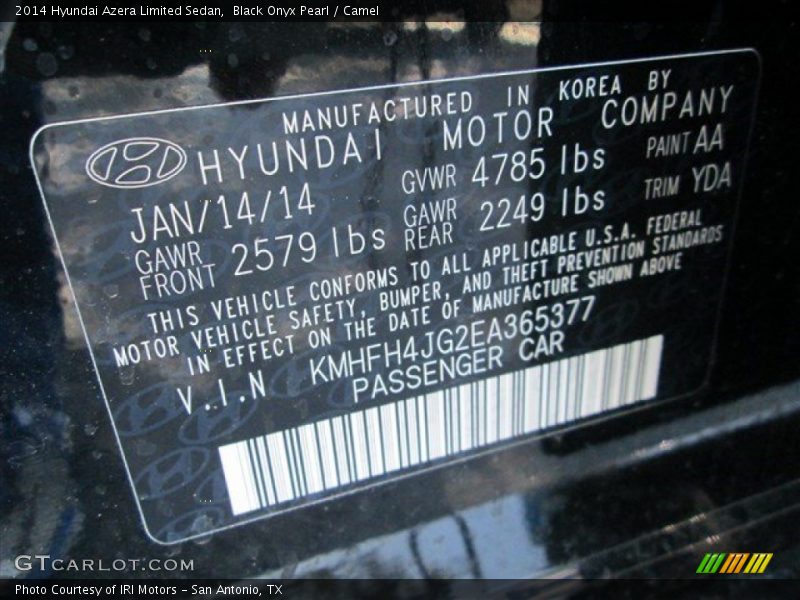 2014 Hyundai Azera Limited Sedan, Black Onyx Pearl / Camel
MANUFACTURED IN KOREA BY
HYUNDAI MOTOR COMPANY
JAN/14/14 GVWR 4785 lbs PAINT AA
GAWR FRONT 2579 lbs GAWR REAR 2249 lbs TRIM YDA
THIS VEHICLE CONFORMS TO ALL APPLICABLE U.S.A. FEDERAL
MOTOR VEHICLE SAFETY, BUMPER, AND THEFT PREVENTION STANDARDS
IN EFFECT ON THE DATE OF MANUFACTURE SHOWN ABOVE
V.I.N KMHFH4JG2EA365377
PASSENGER CAR
GTCARLOT.COM
Photo Courtesy of IRI Motors - San Antonio, TX